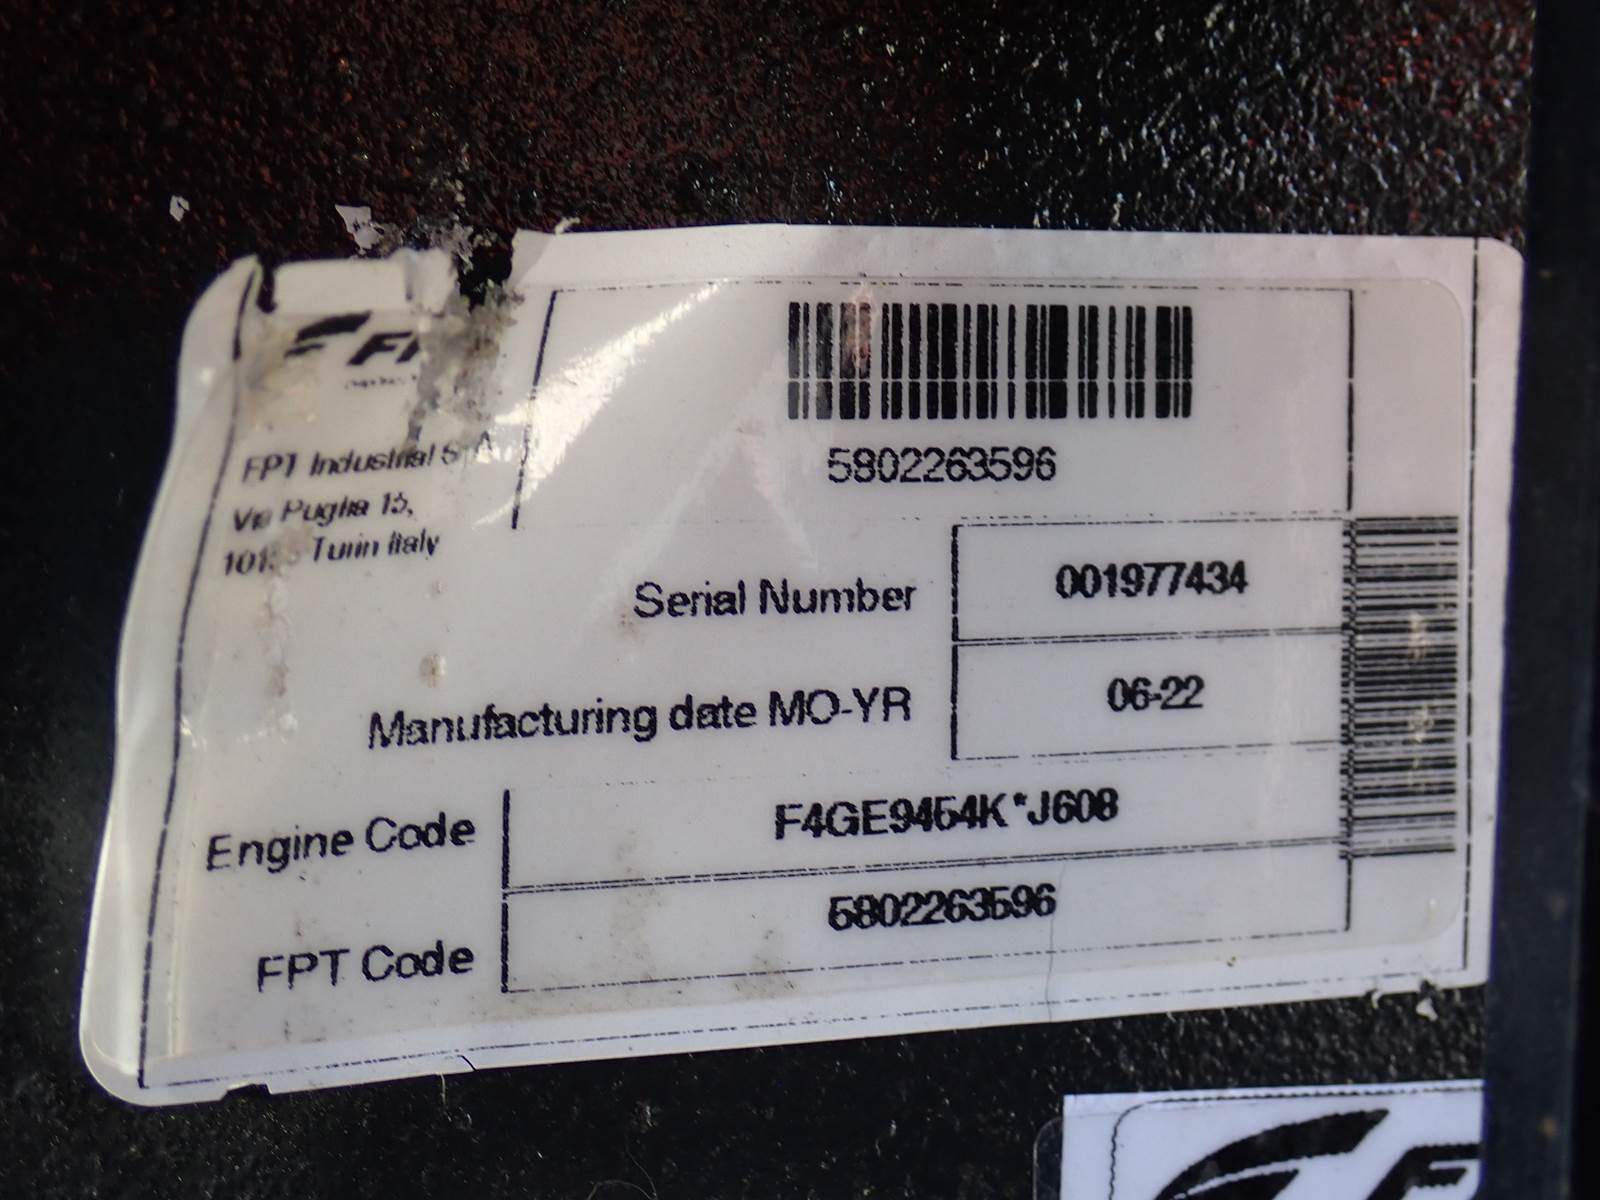 FPT Industrial S.p.A
Via Puglia 15,
Turin Italy
5802263596
Serial Number 001977434
Manufacturing date MO-YR 06-22
Engine Code F4GE9454K*J608
FPT Code 5802263596